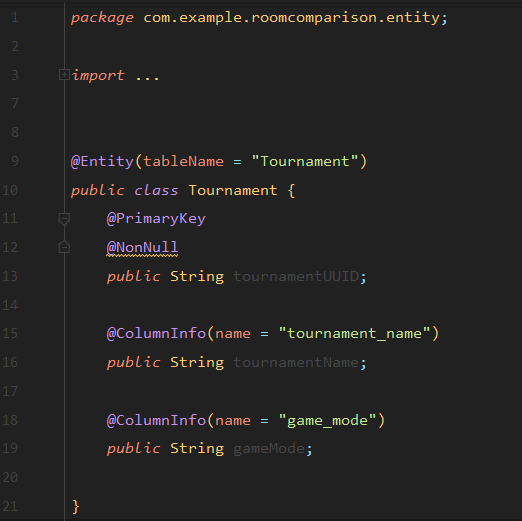 1 package com.example.roomcomparison.entity;
2
3 import ...
7
8
9 @Entity(tableName = "Tournament")
10 public class Tournament {
11 @PrimaryKey
12 @NonNull
13 public String tournamentUUID;
14
15 @ColumnInfo(name = "tournament_name")
16 public String tournamentName;
17
18 @ColumnInfo(name = "game_mode")
19 public String gameMode;
20
21 }